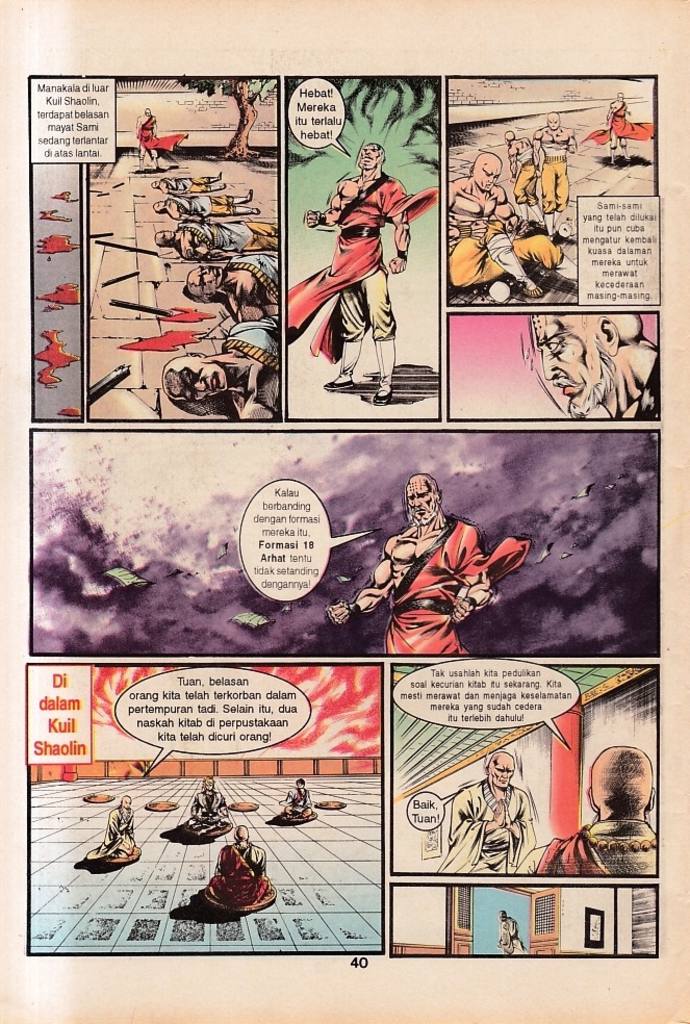 Manakala di luar
Kuil Shaolin,
terdapat belasan
mayat Sami
sedang terlantar
di atas lantai.
Hebat!
Mereka
itu terlalu
hebat!
Sami-sami
yang telah dilukai
itu pun cuba
mengatur kembali
kuasa dalaman
mereka untuk
merawat
kecederaan
masing-masing.
Kalau
berbanding
dengan formasi
mereka itu,
Formasi 18
Arhat tentu
tidak setanding
dengannya!
Di
dalam
Kuil
Shaolin
Tuan, belasan
orang kita telah terkorban dalam
pertempuran tadi. Selain itu, dua
naskah kitab di perpustakaan
kita telah dicuri orang!
Tak usahlah kita pedulikan
soal kecurian kitab itu sekarang. Kita
mesti merawat dan menjaga keselamatan
mereka yang sudah cedera
itu terlebih dahulu!
Baik,
Tuan!
40